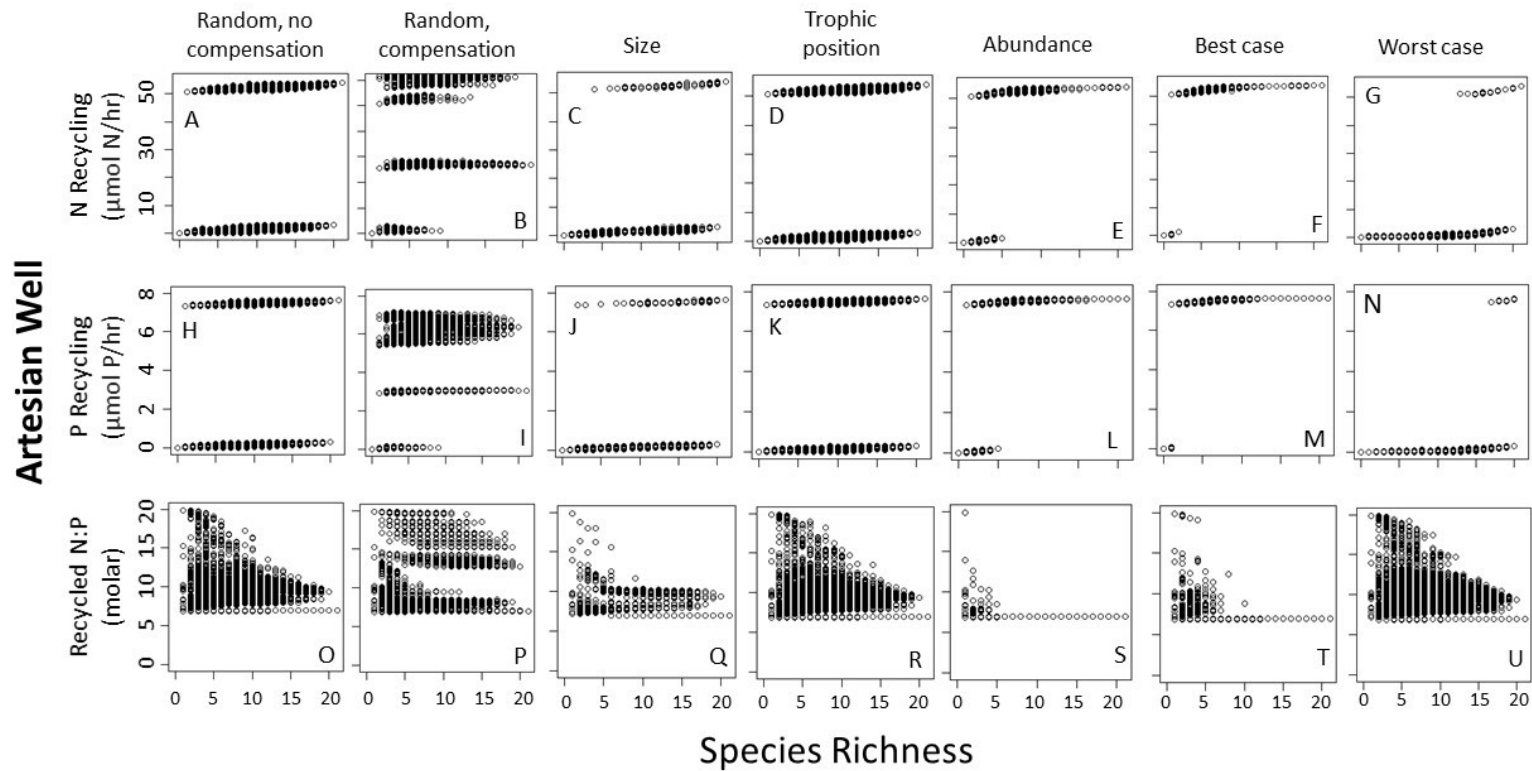 Random, no
compensation
Random,
compensation
Size
Trophic
position
Abundance
Best case
Worst case
Artesian Well
N Recycling
(µmol N/hr)
50
30
10
A
B
C
D
E
F
G
P Recycling
(µmol P/hr)
8
6
4
2
0
H
I
J
K
L
M
N
Recycled N:P
(molar)
20
15
10
5
0
O
P
Q
R
S
T
U
0 5 10 15 20
0 5 10 15 20
0 5 10 15 20
0 5 10 15 20
0 5 10 15 20
0 5 10 15 20
0 5 10 15 20
Species Richness